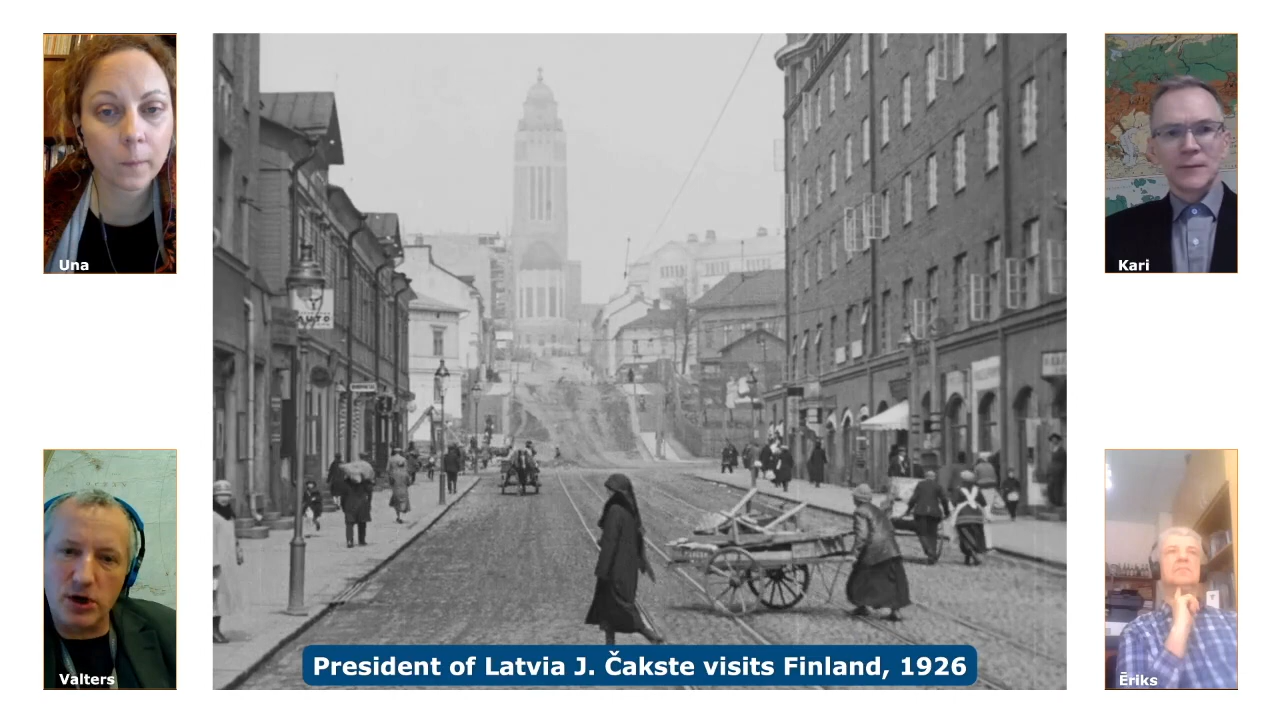 Una
Kari
AUTO
President of Latvia J. Čakste visits Finland, 1926
Valters
Ēriks